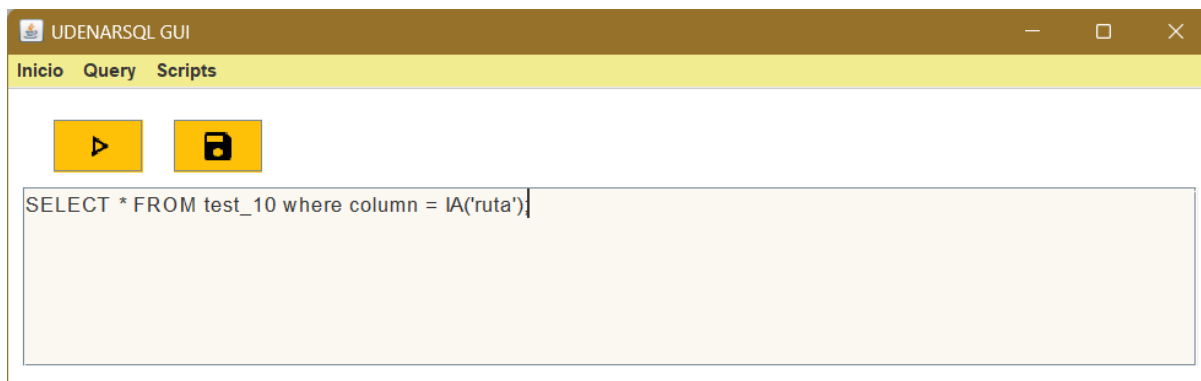 UDENARSQL GUI
Inicio Query Scripts
SELECT * FROM test_10 where column = IA('ruta');